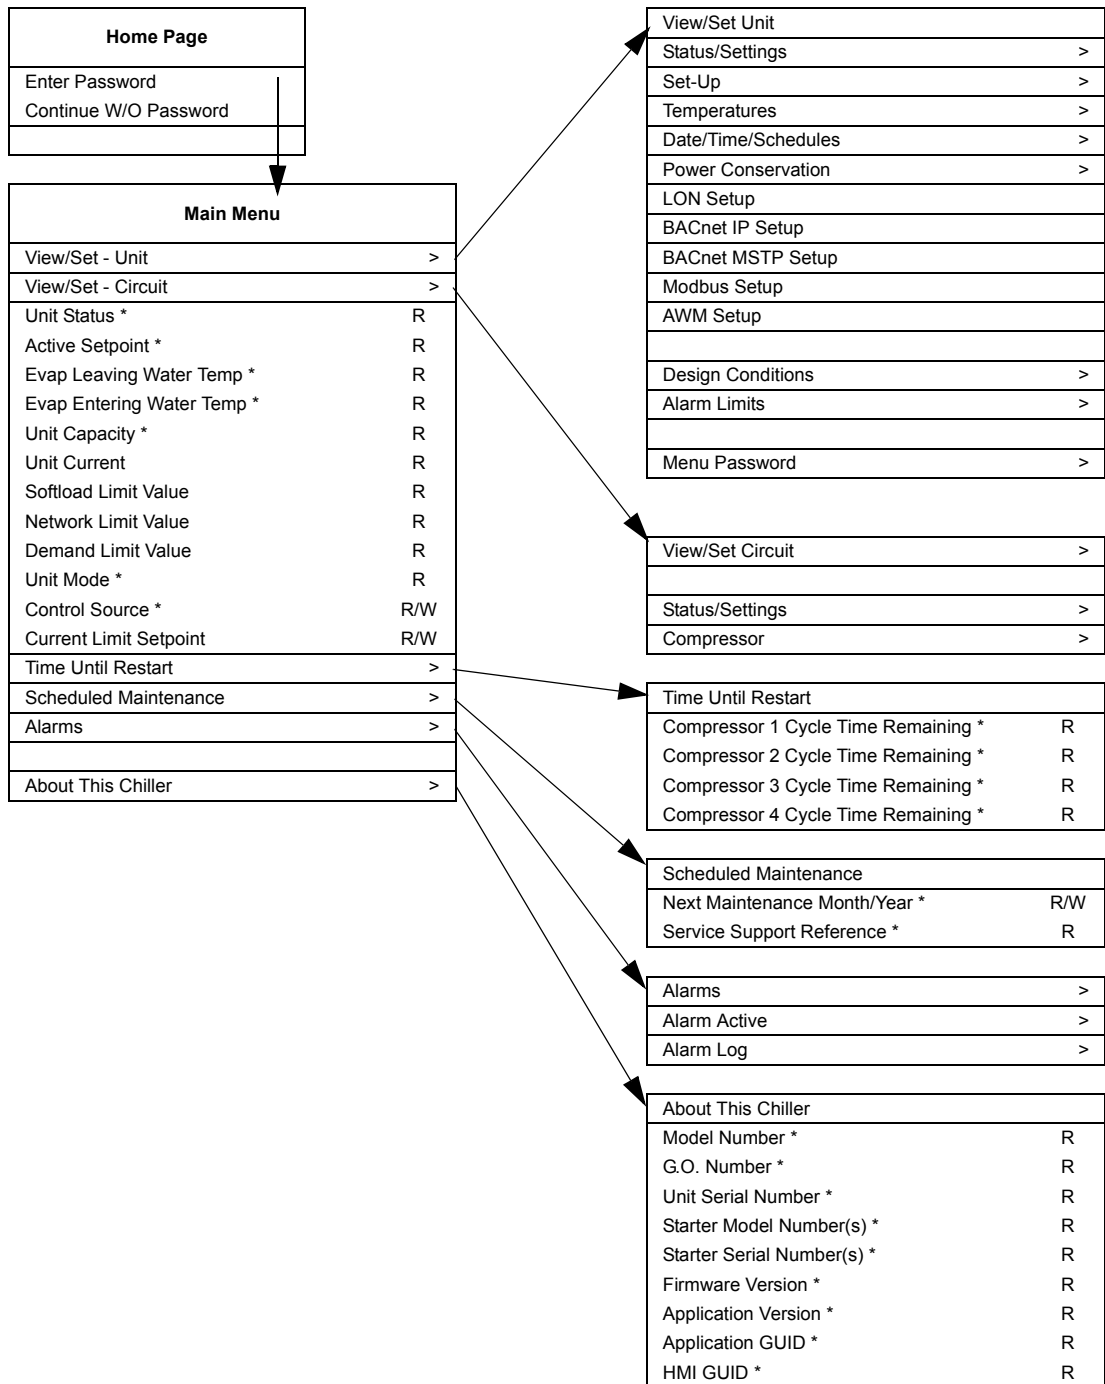 Home Page
Enter Password
Continue W/O Password
Main Menu
View/Set - Unit >
View/Set - Circuit >
Unit Status * R
Active Setpoint * R
Evap Leaving Water Temp * R
Evap Entering Water Temp * R
Unit Capacity * R
Unit Current R
Softload Limit Value R
Network Limit Value R
Demand Limit Value R
Unit Mode * R
Control Source * R/W
Current Limit Setpoint R/W
Time Until Restart >
Scheduled Maintenance >
Alarms >
About This Chiller >
View/Set Unit
Status/Settings >
Set-Up >
Temperatures >
Date/Time/Schedules >
Power Conservation >
LON Setup
BACnet IP Setup
BACnet MSTP Setup
Modbus Setup
AWM Setup
Design Conditions >
Alarm Limits >
Menu Password >
View/Set Circuit >
Status/Settings >
Compressor >
Time Until Restart
Compressor 1 Cycle Time Remaining * R
Compressor 2 Cycle Time Remaining * R
Compressor 3 Cycle Time Remaining * R
Compressor 4 Cycle Time Remaining * R
Scheduled Maintenance
Next Maintenance Month/Year * R/W
Service Support Reference * R
Alarms >
Alarm Active >
Alarm Log >
About This Chiller
Model Number * R
G.O. Number * R
Unit Serial Number * R
Starter Model Number(s) * R
Starter Serial Number(s) * R
Firmware Version * R
Application Version * R
Application GUID * R
HMI GUID * R